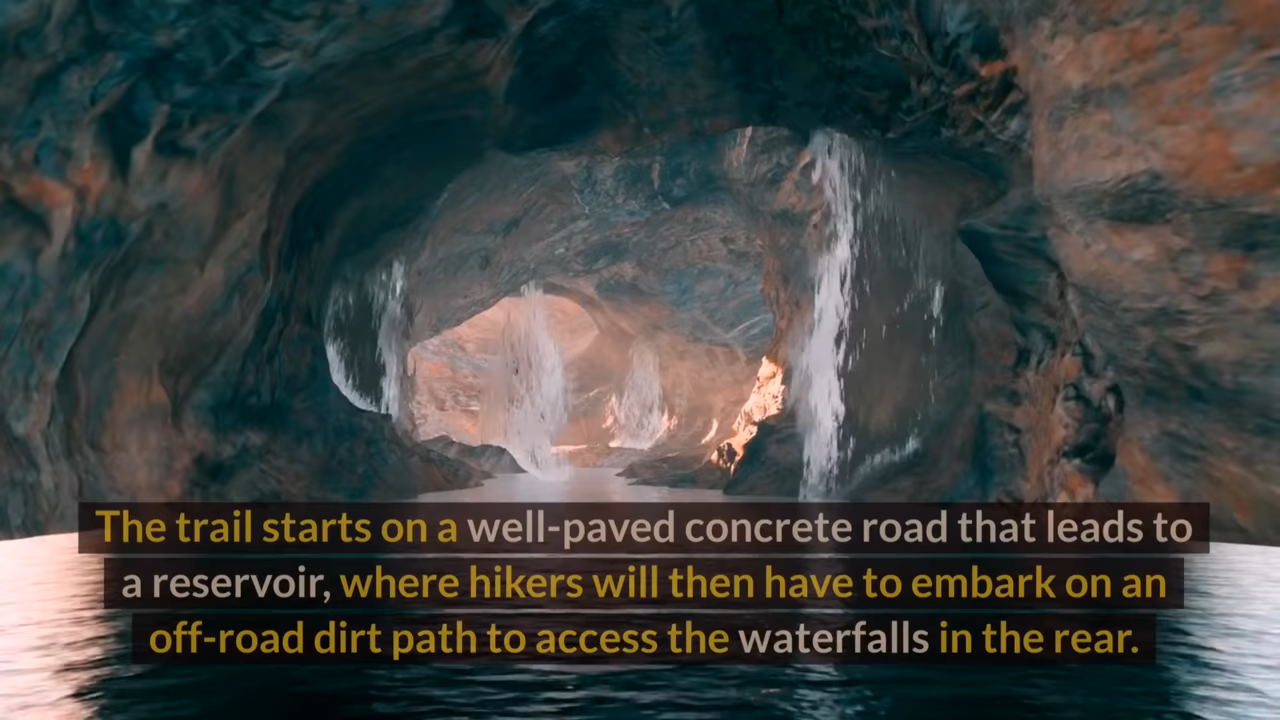 The trail starts on a well-paved concrete road that leads to
a reservoir, where hikers will then have to embark on an
off-road dirt path to access the waterfalls in the rear.